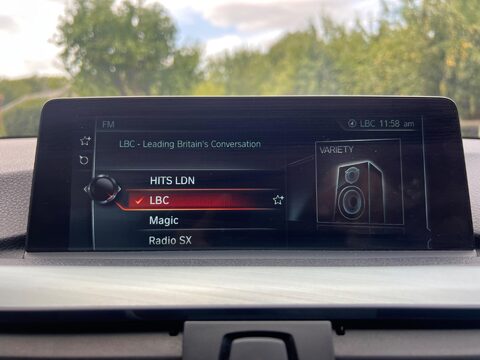 FM
LBC 11:58 am
LBC - Leading Britain's Conversation
VARIETY
HITS LDN
LBC
Magic
Radio SX